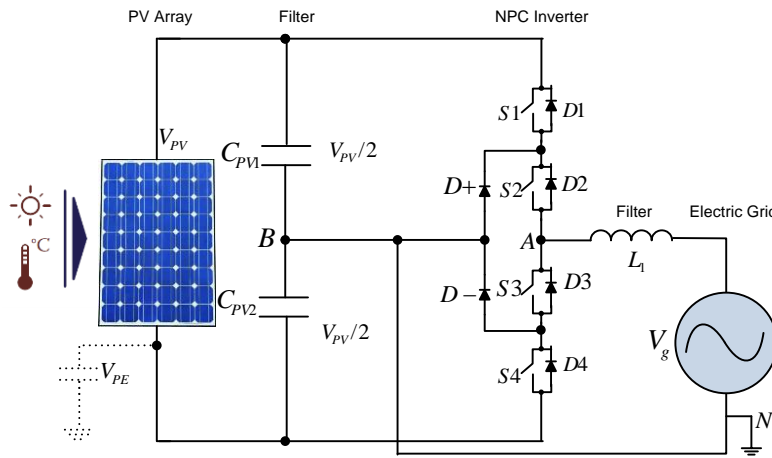 PV Array
Filter
NPC Inverter
S1
D1
V_PV
C_PV1
V_PV/2
D+
S2
D2
Filter
Electric Grid
°C
B
A
L_1
D−
S3
D3
C_PV2
V_PV/2
V_g
V_PE
S4
D4
N